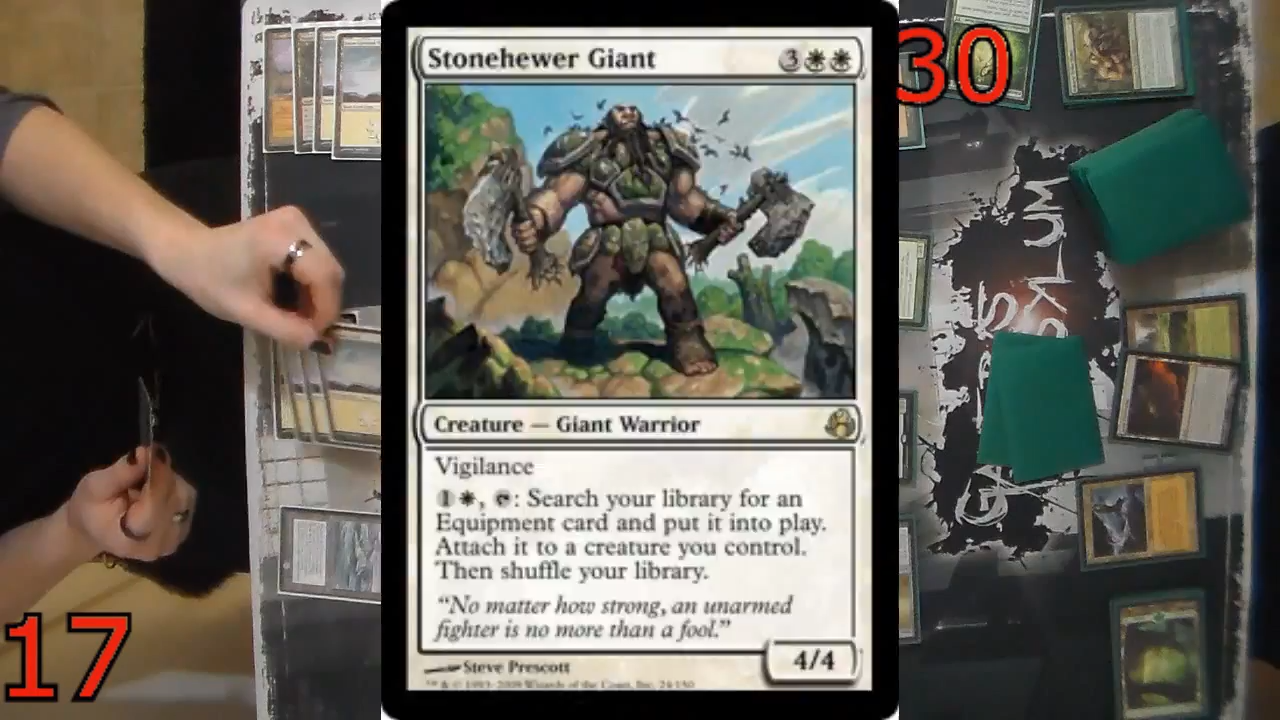 Stonehewer Giant 3
30
Creature — Giant Warrior
Vigilance
1, : Search your library for an
Equipment card and put it into play.
Attach it to a creature you control.
Then shuffle your library.
“No matter how strong, an unarmed
fighter is no more than a fool.”
4/4
Steve Prescott
17